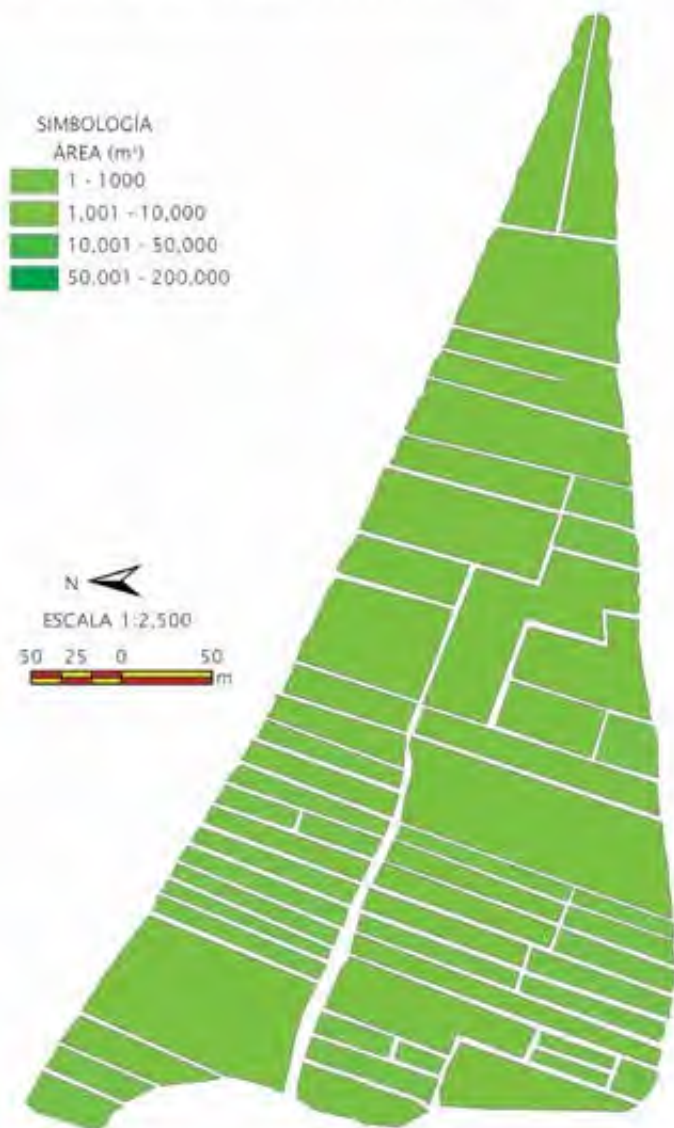 SIMBOLOGÍA
ÁREA (m²)
1 - 1000
1,001 - 10,000
10,001 - 50,000
50,001 - 200,000
N
ESCALA 1:2,500
50 25 0 50
m